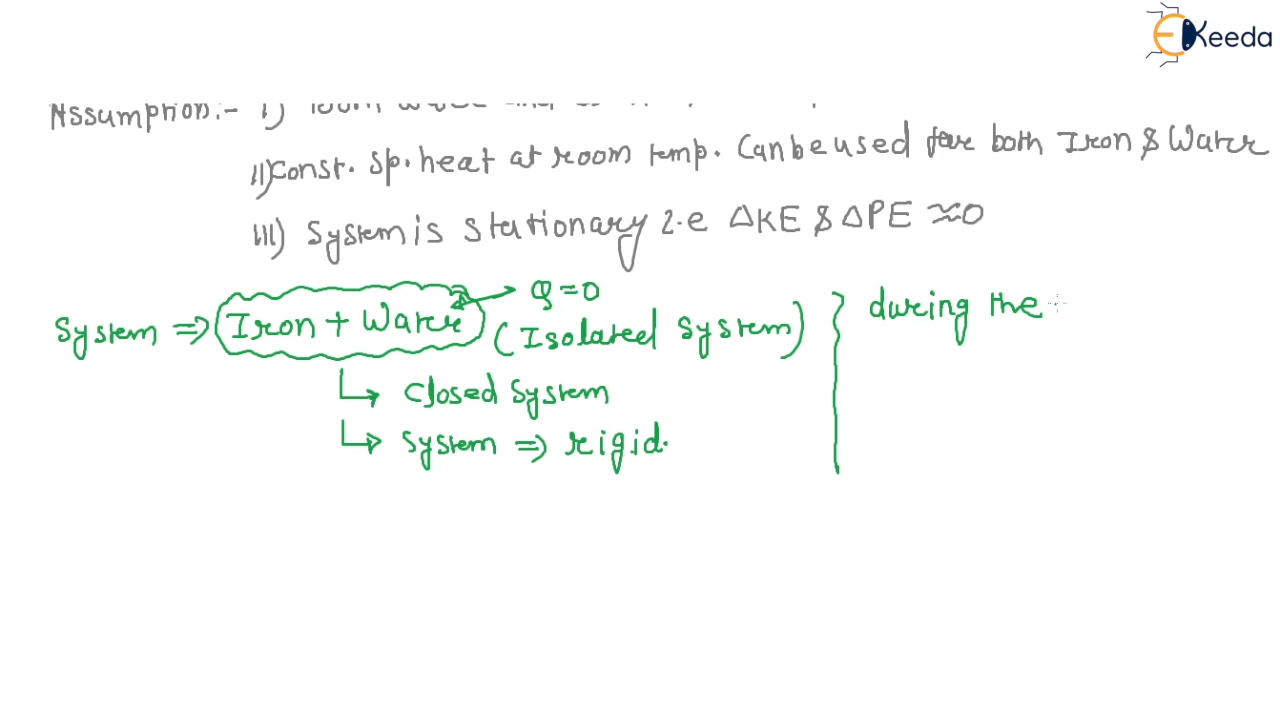 EKeeda
Assumption:- i)
ii) Const. sp. heat at room temp. Can be used for both Iron & Water
iii) System is stationary i.e ΔKE & ΔPE ≈0
System ⇒ Iron + Water Q=0 (Isolated System) } during the
↳ Closed System
↳ System ⇒ rigid.